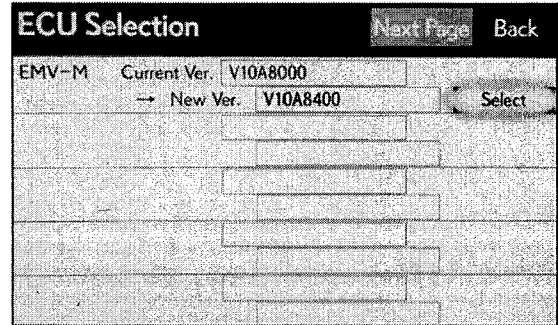 ECU Selection Next Page Back
EMV-M Current Ver. V10A8000
→ New Ver. V10A8400 Select